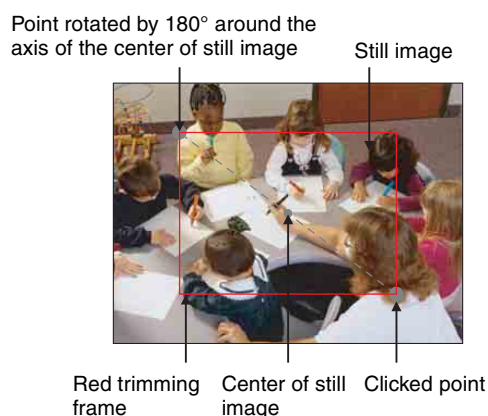 Point rotated by 180° around the
axis of the center of still image
Still image
Red trimming
frame
Center of still
image
Clicked point